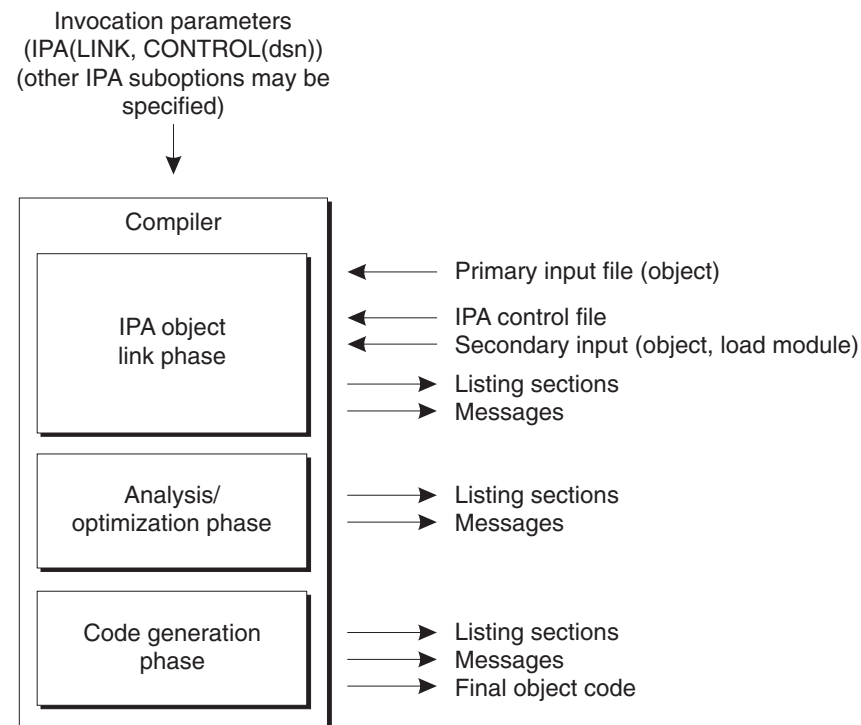 Invocation parameters
(IPA(LINK, CONTROL(dsn))
(other IPA suboptions may be
specified)
Compiler
IPA object
link phase
Primary input file (object)
IPA control file
Secondary input (object, load module)
Listing sections
Messages
Analysis/
optimization phase
Listing sections
Messages
Code generation
phase
Listing sections
Messages
Final object code